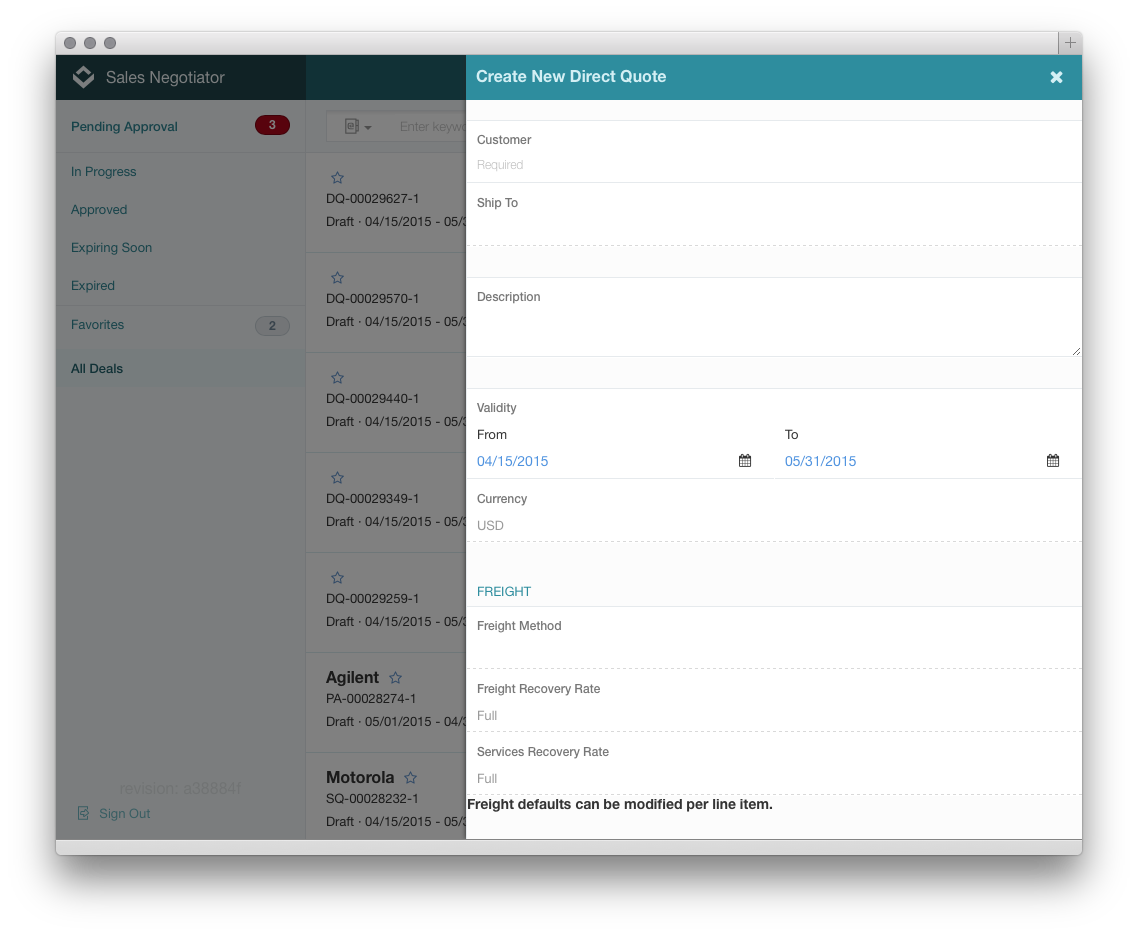 Sales Negotiator
Create New Direct Quote
Pending Approval 3
In Progress
Approved
Expiring Soon
Expired
Favorites 2
All Deals
revision: a388841
Sign Out
Enter keywo
DQ-00029627-1
Draft · 04/15/2015 - 05/3
DQ-00029570-1
Draft · 04/15/2015 - 05/3
DQ-00029440-1
Draft · 04/15/2015 - 05/3
DQ-00029349-1
Draft · 04/15/2015 - 05/3
DQ-00029259-1
Draft · 04/15/2015 - 05/3
Agilent
PA-00028274-1
Draft · 05/01/2015 - 04/3
Motorola
SQ-00028232-1
Draft · 04/15/2015 - 05/3
Customer
Required
Ship To
Description
Validity
From To
04/15/2015 05/31/2015
Currency
USD
FREIGHT
Freight Method
Freight Recovery Rate
Full
Services Recovery Rate
Full
Freight defaults can be modified per line item.